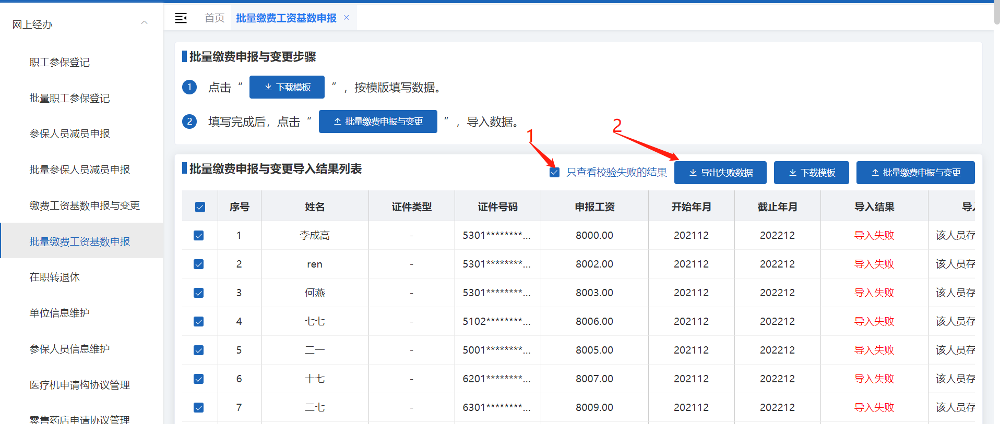 网上经办
职工参保登记
批量职工参保登记
参保人员减员申报
批量参保人员减员申报
缴费工资基数申报与变更
批量缴费工资基数申报
在职转退休
单位信息维护
参保人员信息维护
医疗机申请构协议管理
零售药店申请协议管理
首页 批量缴费工资基数申报 ×
批量缴费申报与变更步骤
1 点击“ 下载模板 ”，按模版填写数据。
2 填写完成后，点击“ 批量缴费申报与变更 ”，导入数据。
1
2
批量缴费申报与变更导入结果列表 只查看校验失败的结果 导出失败数据 下载模板 批量缴费申报与变更
序号 姓名 证件类型 证件号码 申报工资 开始年月 截止年月 导入结果 导
1 李成高 - 5301********... 8000.00 202112 202212 导入失败 该人员存
2 ren - 5301********... 8002.00 202112 202212 导入失败 该人员存
3 何燕 - 5301********... 8003.00 202112 202212 导入失败 该人员存
4 七七 - 5102********... 8006.00 202112 202212 导入失败 该人员存
5 二一 - 5001********... 8005.00 202112 202212 导入失败 该人员存
6 十七 - 6201********... 8007.00 202112 202212 导入失败 该人员存
7 二七 - 6301********... 8009.00 202112 202212 导入失败 该人员存